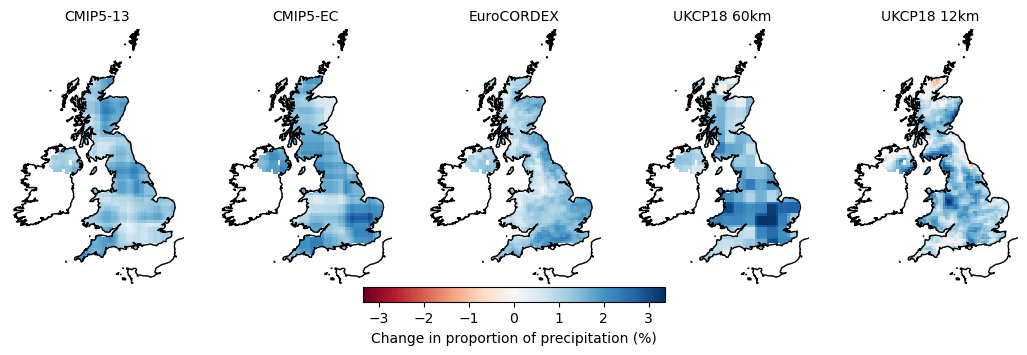 CMIP5-13 CMIP5-EC EuroCORDEX UKCP18 60km UKCP18 12km
−3 −2 −1 0 1 2 3
Change in proportion of precipitation (%)